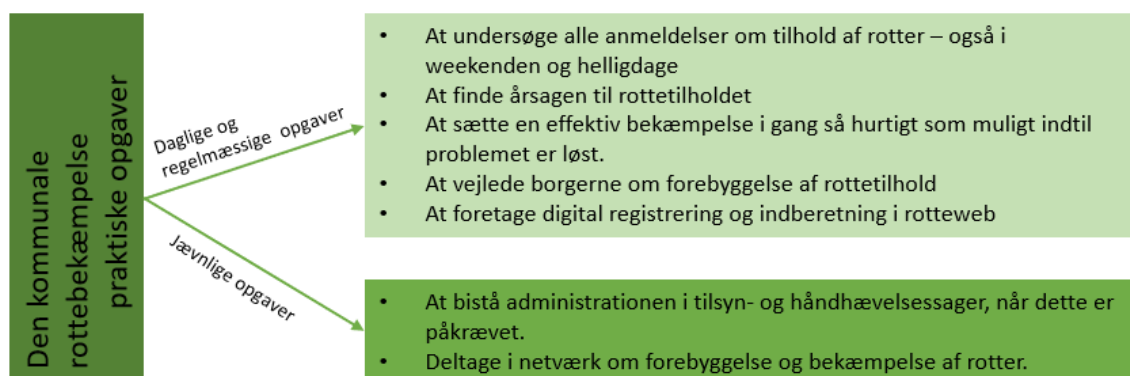 Den kommunale
rottebekæmpelse
praktiske opgaver
Daglige og
regelmæssige opgaver
• At undersøge alle anmeldelser om tilhold af rotter – også i
weekenden og helligdage
• At finde årsagen til rottetilholdet
• At sætte en effektiv bekæmpelse i gang så hurtigt som muligt indtil
problemet er løst.
• At vejlede borgerne om forebyggelse af rottetilhold
• At foretage digital registrering og indberetning i rotteweb
Jævnlige opgaver
• At bistå administrationen i tilsyn- og håndhævelsessager, når dette er
påkrævet.
• Deltage i netværk om forebyggelse og bekæmpelse af rotter.